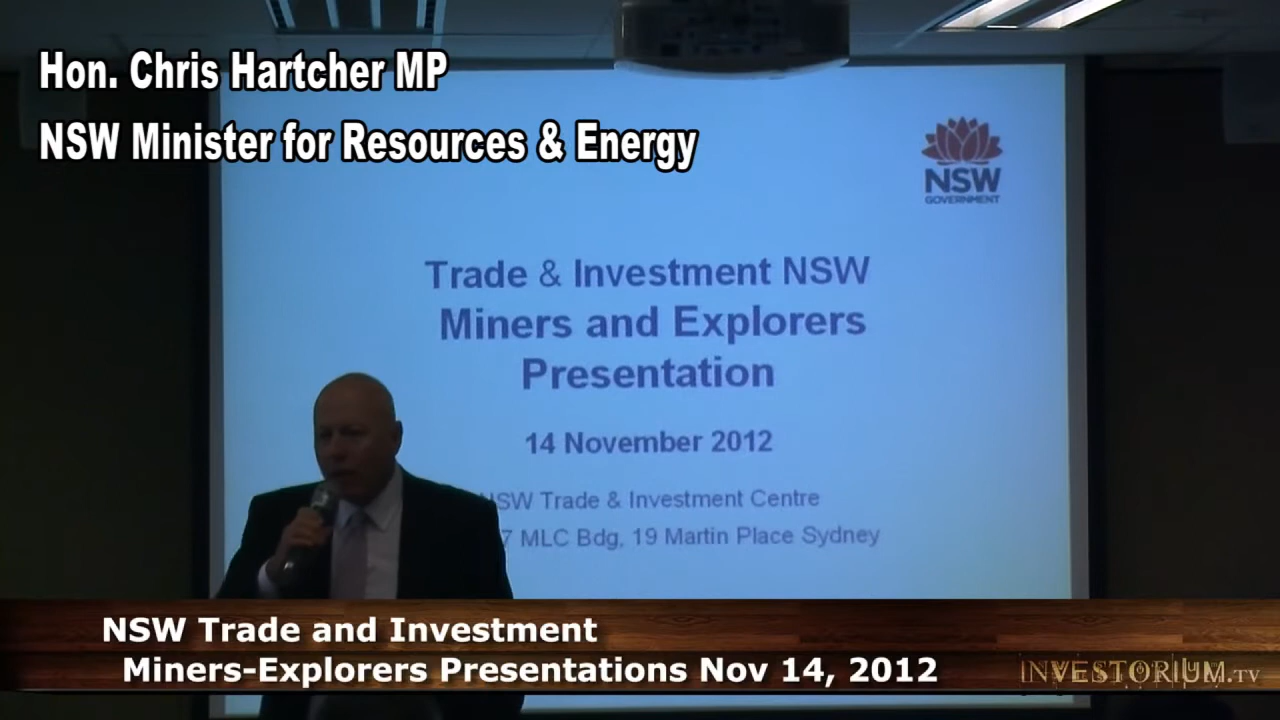 Hon. Chris Hartcher MP
NSW Minister for Resources & Energy
NSW
GOVERNMENT
Trade & Investment NSW
Miners and Explorers
Presentation
14 November 2012
NSW Trade & Investment Centre
7 MLC Bdg, 19 Martin Place Sydney
NSW Trade and Investment
Miners-Explorers Presentations Nov 14, 2012
INVESTORIUM.TV